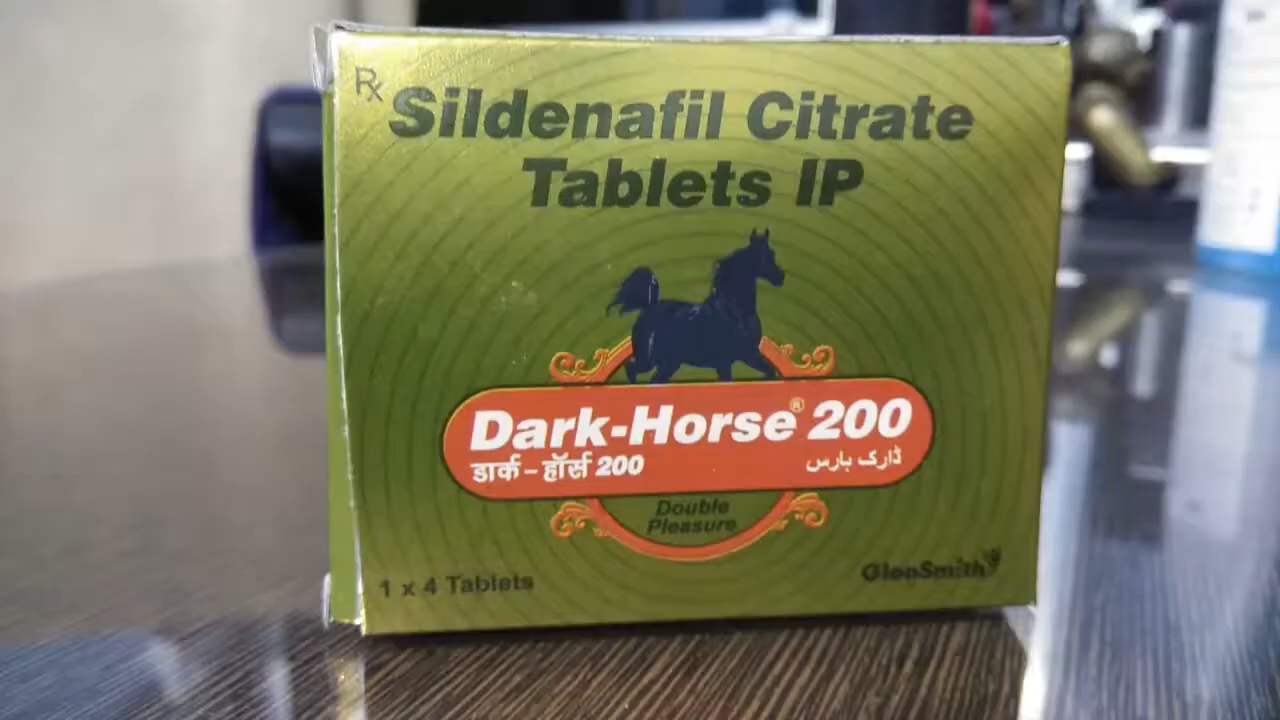 Rx
Sildenafil Citrate
Tablets IP
Dark-Horse® 200
डार्क - हॉर्स 200
ڈارک ہارس
Double
Pleasure
1 x 4 Tablets
GlenSmith